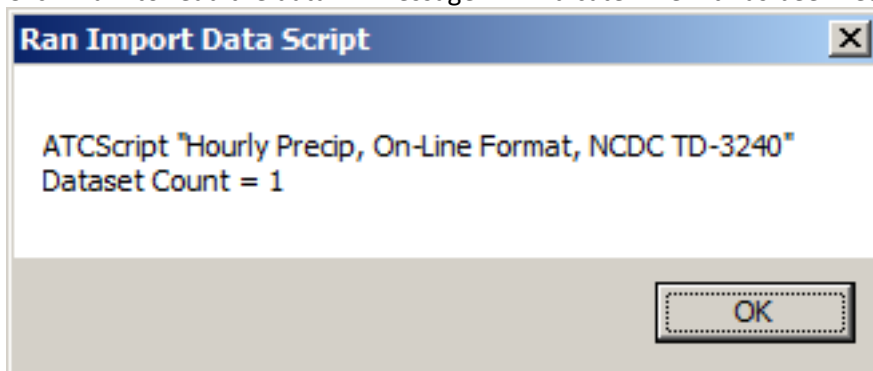 Ran Import Data Script
ATCScript "Hourly Precip, On-Line Format, NCDC TD-3240"
Dataset Count = 1
OK